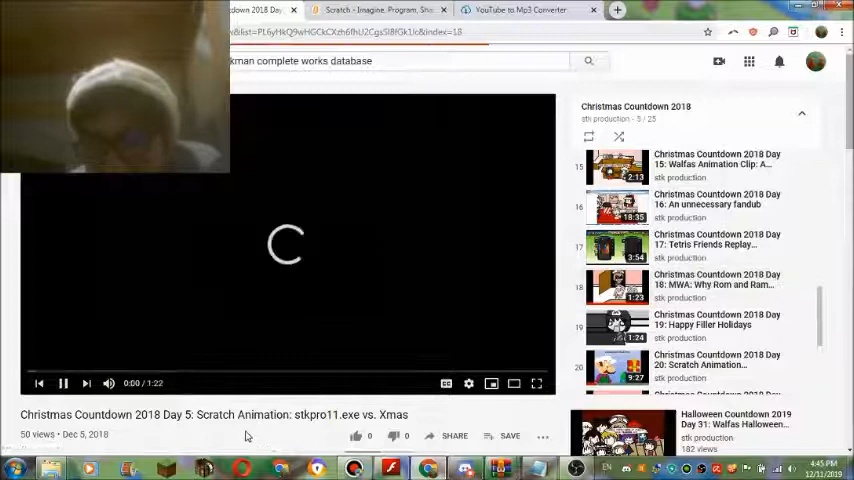 down 2018 Day
Scratch - Imagine, Program, Sha
YouTube to Mp3 Converter
list=PL6yHkQ9wHGCkCXzh6fhU2CgsSl8fGk1Jc&index=18
kman complete works database
Christmas Countdown 2018
stk production - 5 / 25
15
Christmas Countdown 2018 Day
15: Walfas Animation Clip: A...
stk production
2:13
16
Christmas Countdown 2018 Day
16: An unnecessary fandub
stk production
18:35
17
Christmas Countdown 2018 Day
17: Tetris Friends Replay...
stk production
3:54
18
Christmas Countdown 2018 Day
18: MWA: Why Rom and Ram...
stk production
1:23
19
Christmas Countdown 2018 Day
19: Happy Filler Holidays
stk production
1:24
20
Christmas Countdown 2018 Day
20: Scratch Animation...
stk production
9:27
0:00 / 1:22
Christmas Countdown 2018 Day 5: Scratch Animation: stkpro11.exe vs. Xmas
50 views • Dec 5, 2018
0
0
SHARE
SAVE
Halloween Countdown 2019
Day 31: Walfas Halloween...
stk production
182 views
EN
4:45 PM
12/11/2019